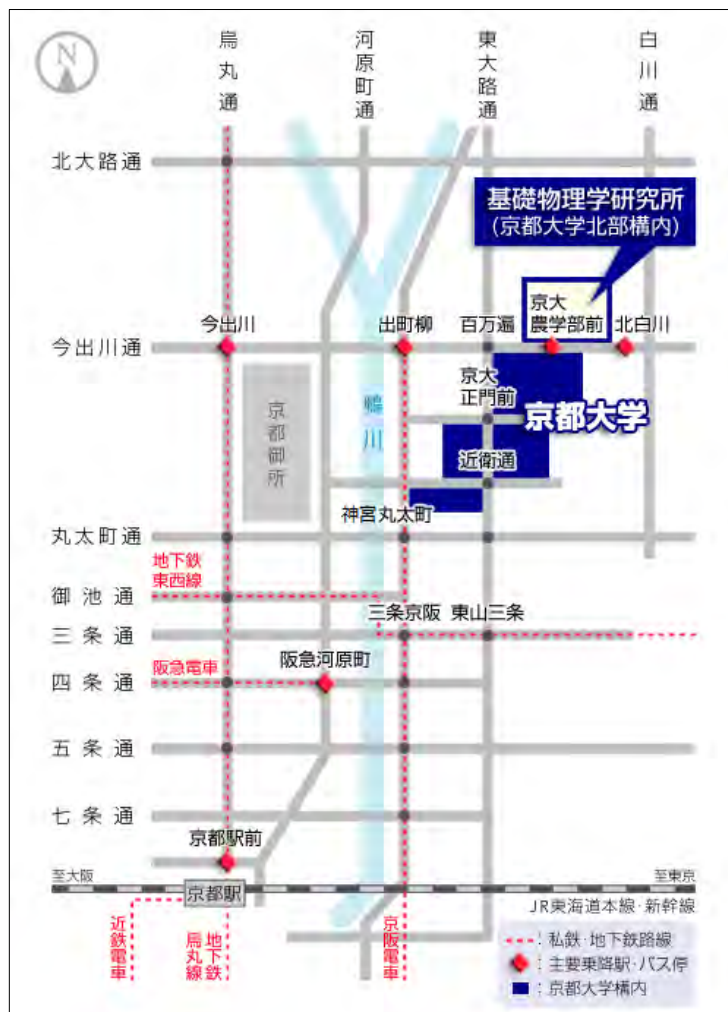 N
烏丸通
河原町通
東大路通
白川通
北大路通
基礎物理学研究所
(京都大学北部構内)
今出川
出町柳
百万遍
京大
農学部前
北白川
今出川通
京大
正門前
京都大学
京都御所
鴨川
近衛通
神宮丸太町
丸太町通
地下鉄
東西線
御池通
三条京阪
東山三条
三条通
阪急河原町
阪急電車
四条通
五条通
七条通
京都駅前
至大阪
至東京
京都駅
JR東海道本線・新幹線
近鉄電車
地下鉄
烏丸線
京阪電車
：私鉄・地下鉄路線
：主要乗降駅・バス停
：京都大学構内